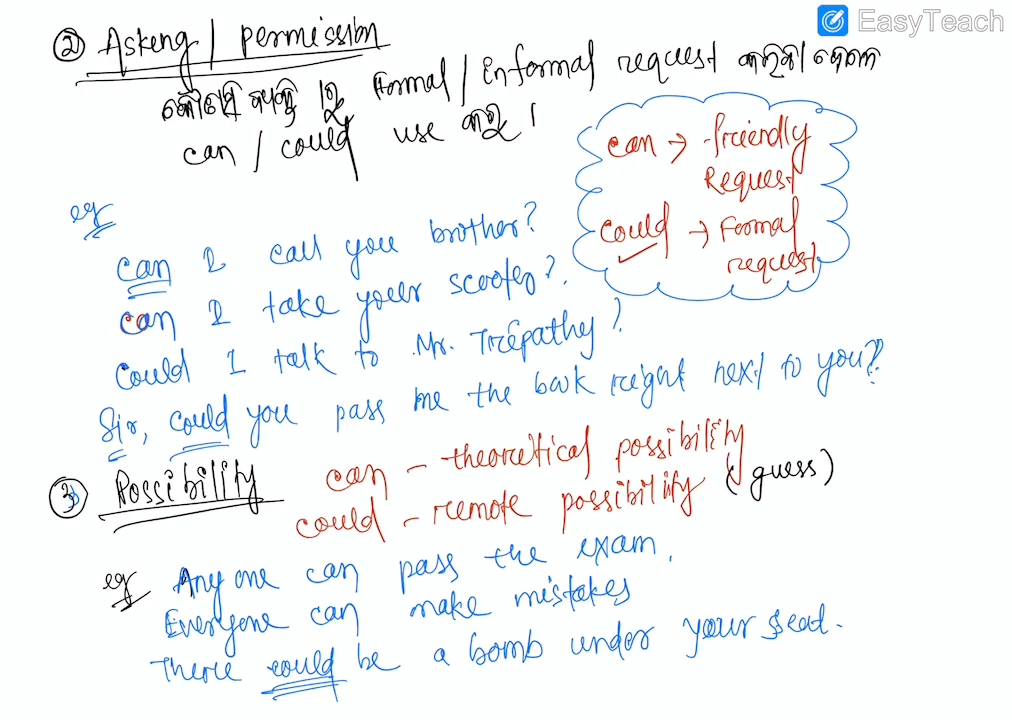 EasyTeach
② Asking / permission
Formal / informal request
can / could use କରୁ ।
can → friendly
Request
could → Formal
request
eg
can I call you brother?
can I take your scooter?
Could I talk to Mr. Tripathy?
Sir, could you pass me the book right next to you?
③ Possibility
can - theoretical possibility
could - remote possibility (guess)
eg Anyone can pass the exam.
Everyone can make mistakes
There could be a bomb under your seat.